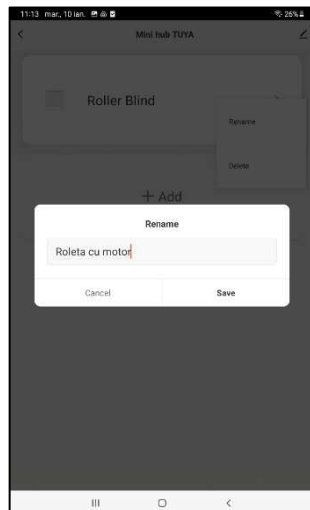 11:13 mar., 10 ian. 26%
Mini hub TUYA
Roller Blind
Rename
Delete
+ Add
Rename
Roleta cu motor
Cancel
Save